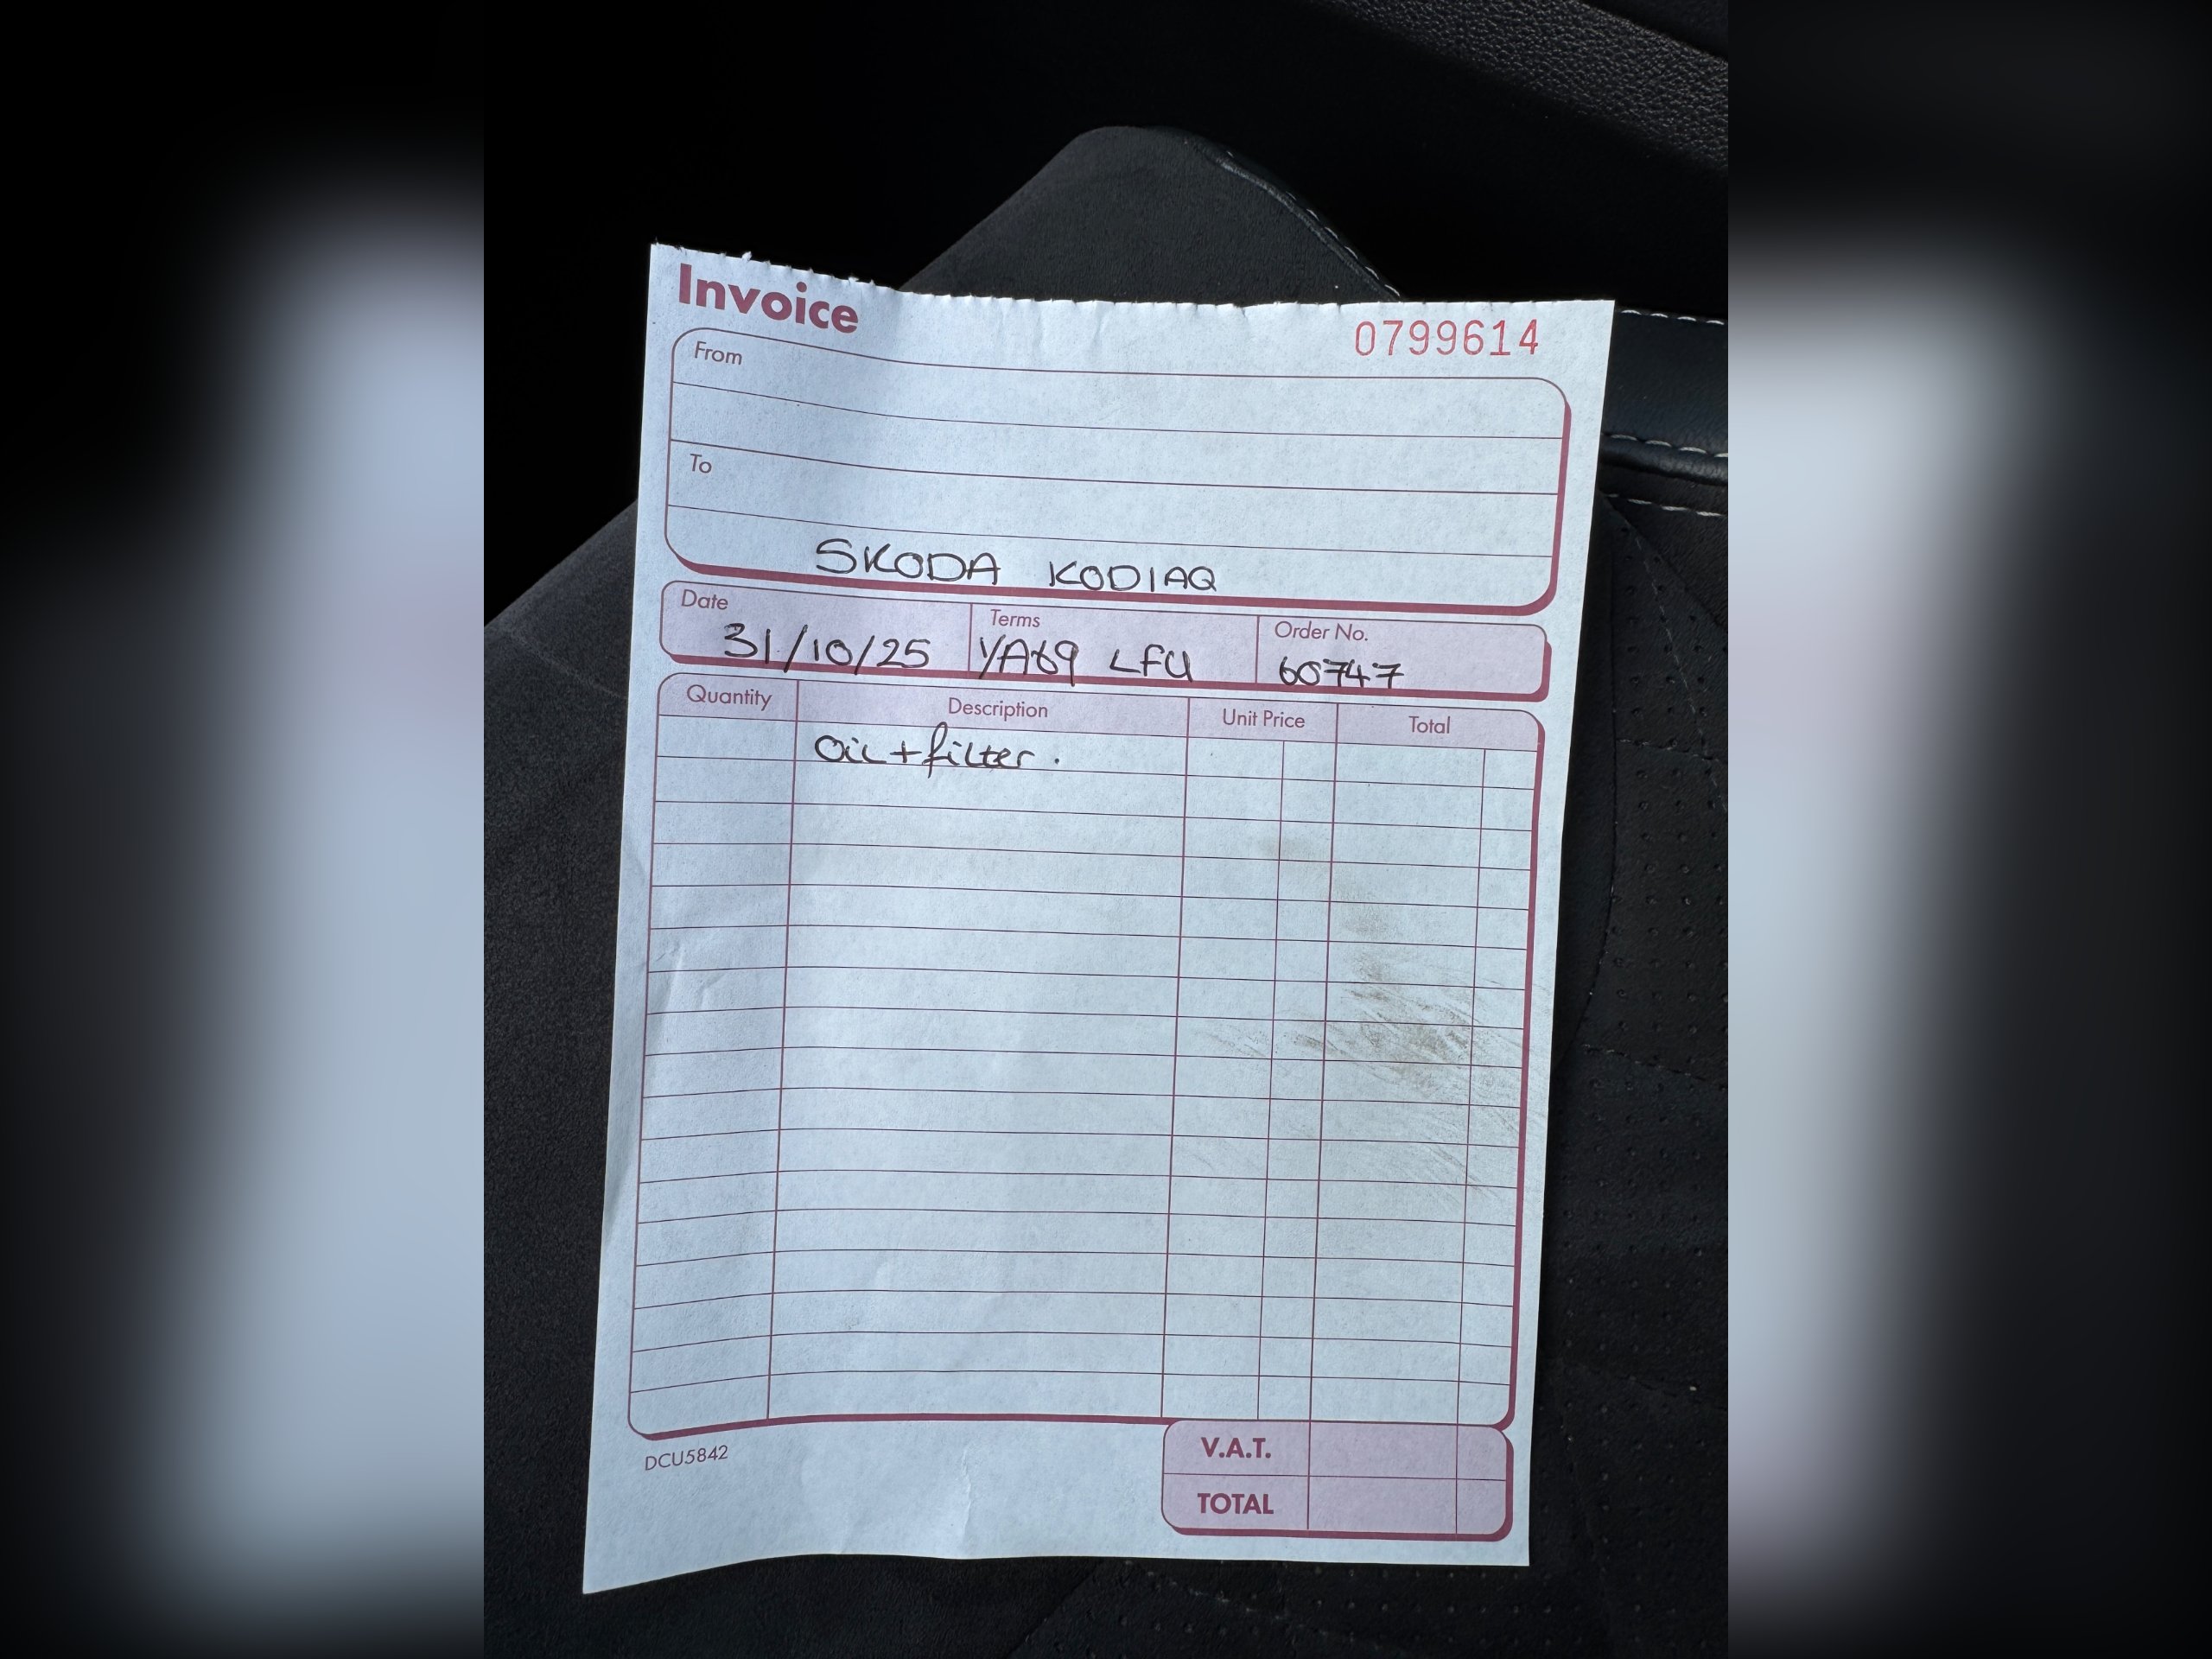 Invoice
0799614
From
To
SKODA KODIAQ
Date
Terms
Order No.
31/10/25
YA69 LFU
60747
Quantity
Description
Unit Price
Total
Oil + filter.
DCU5842
V.A.T.
TOTAL